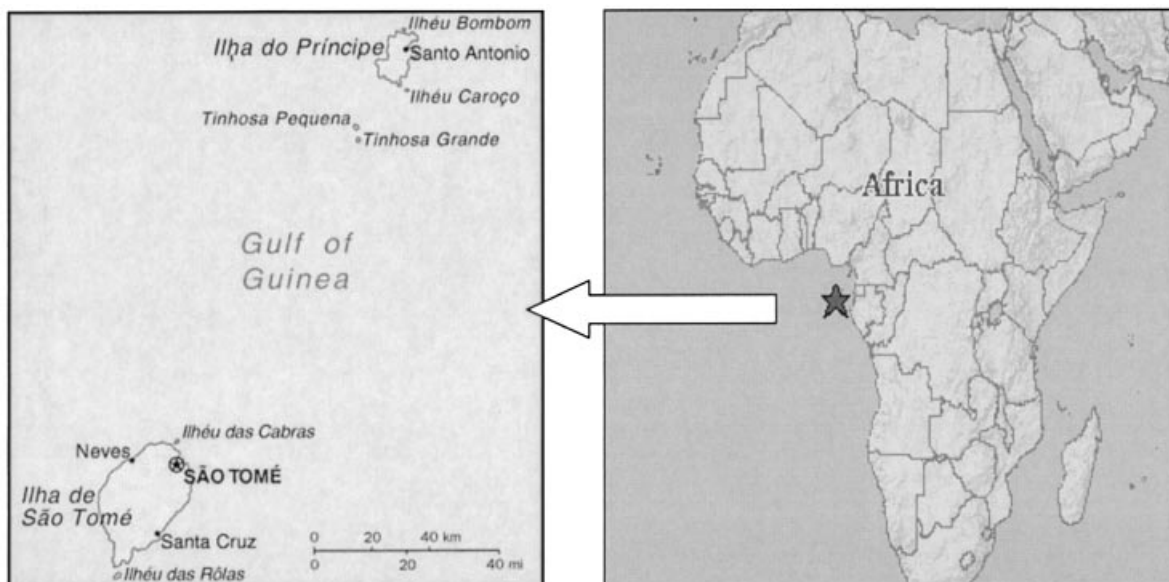 Ilhéu Bombom
Ilha do Príncipe
Santo Antonio
Ilhéu Caroço
Tinhosa Pequena
Tinhosa Grande
Gulf of
Guinea
Ilhéu das Cabras
Neves
SÃO TOMÉ
Ilha de
São Tomé
Santa Cruz
Ilhéu das Rôlas
0 20 40 km
0 20 40 mi
Africa